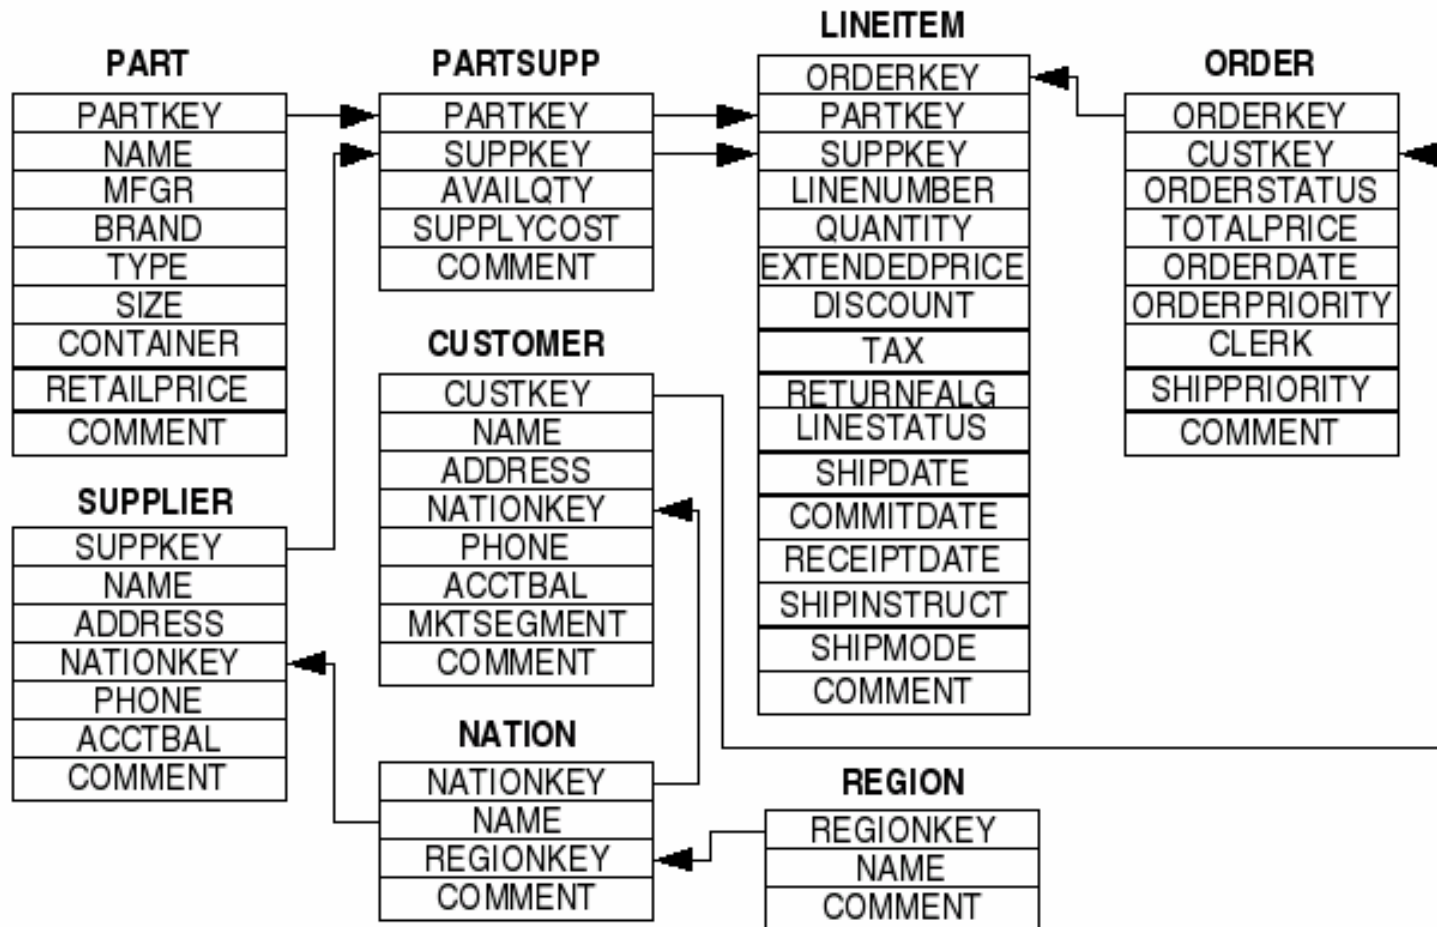 PART
PARTKEY
NAME
MFGR
BRAND
TYPE
SIZE
CONTAINER
RETAILPRICE
COMMENT
SUPPLIER
SUPPKEY
NAME
ADDRESS
NATIONKEY
PHONE
ACCTBAL
COMMENT
PARTSUPP
PARTKEY
SUPPKEY
AVAILQTY
SUPPLYCOST
COMMENT
CUSTOMER
CUSTKEY
NAME
ADDRESS
NATIONKEY
PHONE
ACCTBAL
MKTSEGMENT
COMMENT
NATION
NATIONKEY
NAME
REGIONKEY
COMMENT
LINEITEM
ORDERKEY
PARTKEY
SUPPKEY
LINENUMBER
QUANTITY
EXTENDEDPRICE
DISCOUNT
TAX
RETURNFALG
LINESTATUS
SHIPDATE
COMMITDATE
RECEIPTDATE
SHIPINSTRUCT
SHIPMODE
COMMENT
REGION
REGIONKEY
NAME
COMMENT
ORDER
ORDERKEY
CUSTKEY
ORDERSTATUS
TOTALPRICE
ORDERDATE
ORDERPRIORITY
CLERK
SHIPPRIORITY
COMMENT